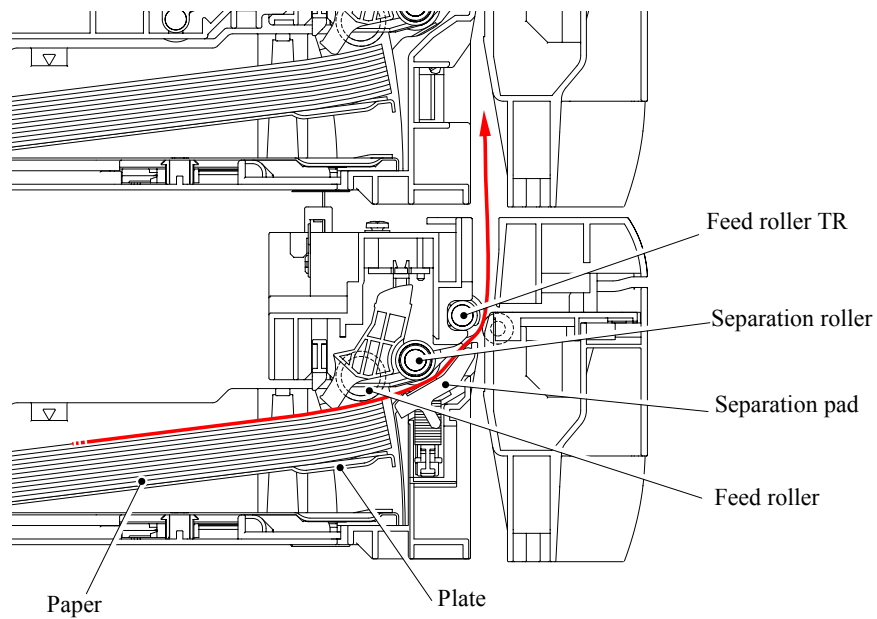 Feed roller TR
Separation roller
Separation pad
Feed roller
Plate
Paper